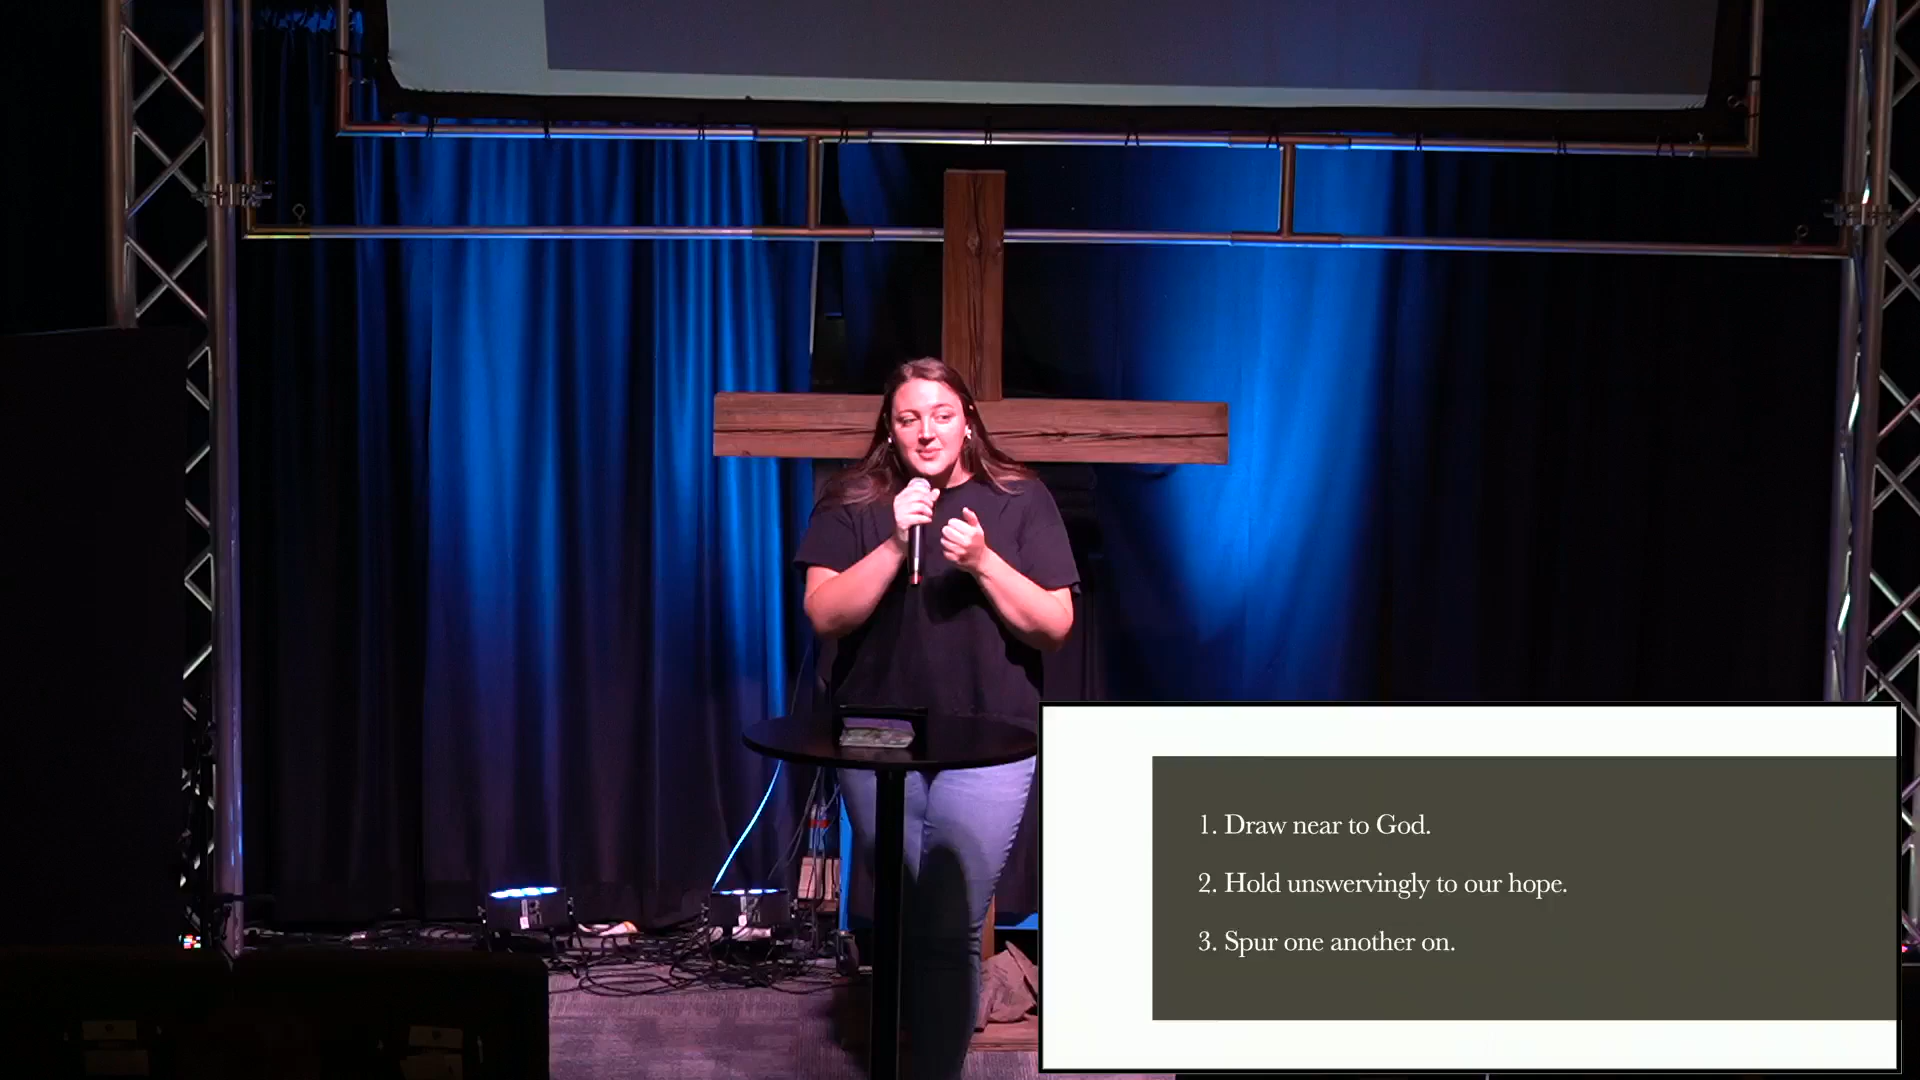 1. Draw near to God.
2. Hold unswervingly to our hope.
3. Spur one another on.